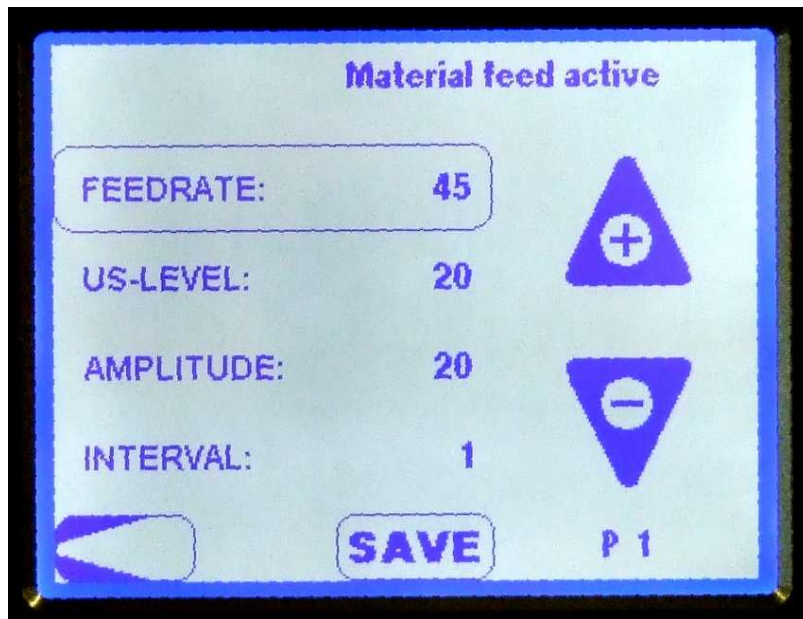 Material feed active
FEEDRATE: 45
US-LEVEL: 20
AMPLITUDE: 20
INTERVAL: 1
SAVE P 1